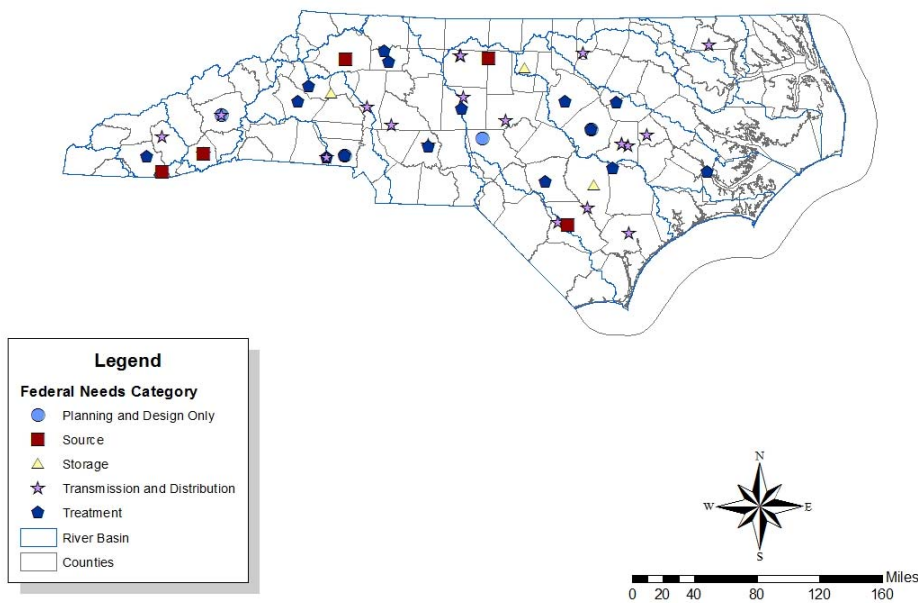 Legend
Federal Needs Category
Planning and Design Only
Source
Storage
Transmission and Distribution
Treatment
River Basin
Counties
N
W E
S
Miles
0 20 40 80 120 160